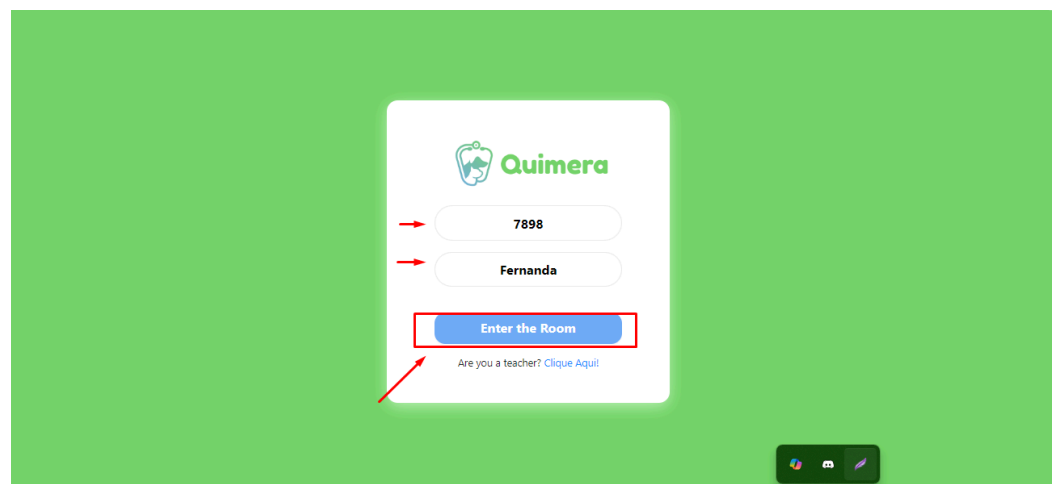 Quimera
7898
Fernanda
Enter the Room
Are you a teacher? Clique Aqui!